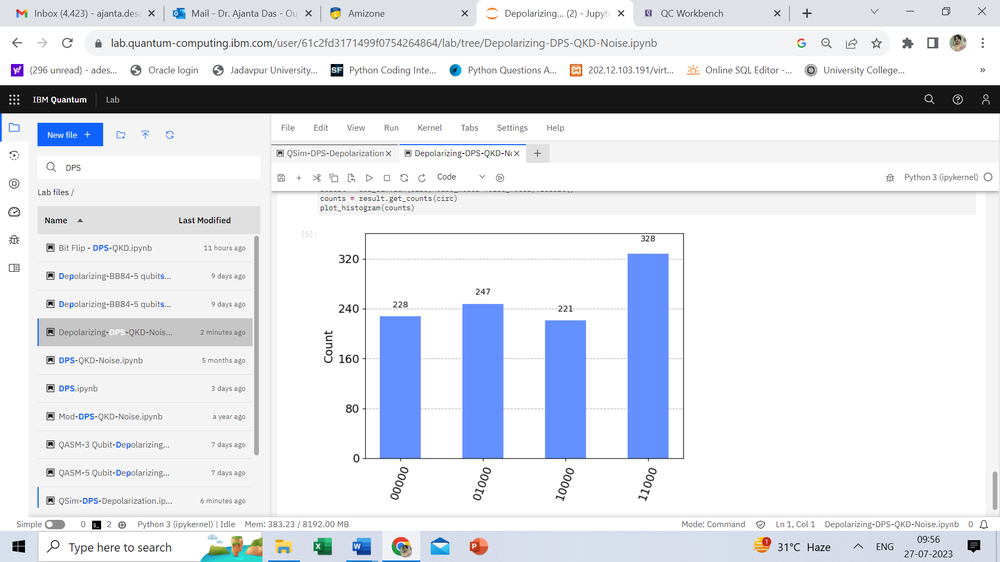 Inbox (4,423) - ajanta.desa
Mail - Dr. Ajanta Das - Ou
Amizone
Depolarizing... (2) - Jupyte
QC Workbench
lab.quantum-computing.ibm.com/user/61c2fd3171499f0754264864/lab/tree/Depolarizing-DPS-QKD-Noise.ipynb
(296 unread) - ades...
Oracle login
Jadavpur University...
SF
Python Coding Inte...
Python Questions A...
202.12.103.191/virt...
Online SQL Editor -...
University College...
»
IBM Quantum
Lab
New file +
DPS
Lab files /
Name
Last Modified
Bit Flip - DPS-QKD.ipynb 11 hours ago
Depolarizing-BB84-5 qubits... 9 days ago
Depolarizing-BB84-5 qubits... 9 days ago
Depolarizing-DPS-QKD-Nois... 2 minutes ago
DPS-QKD-Noise.ipynb 5 months ago
DPS.ipynb 3 days ago
Mod-DPS-QKD-Noise.ipynb a year ago
QASM-3 Qubit-Depolarizing... 7 days ago
QASM-5 Qubit-Depolarizing... 7 days ago
QSim-DPS-Depolarization.ip... 6 minutes ago
File Edit View Run Kernel Tabs Settings Help
QSim-DPS-Depolarization
Depolarizing-DPS-QKD-N
Code
Python 3 (ipykernel)
counts = result.get_counts(circ)
plot_histogram(counts)
[5]:
328
320
247
228
240
221
Count
160
80
0
00000
01000
10000
11000
Simple
0
2
Python 3 (ipykernel) | Idle
Mem: 383.23 / 8192.00 MB
Mode: Command
Ln 1, Col 1
Depolarizing-DPS-QKD-Noise.ipynb
0
Type here to search
1
31°C Haze
ENG
09:56
27-07-2023